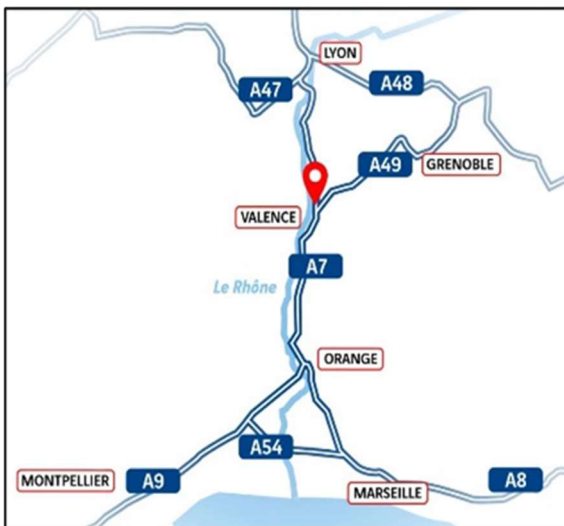 LYON
A47
A48
A49
GRENOBLE
VALENCE
A7
Le Rhône
ORANGE
A54
MONTPELLIER
A9
MARSEILLE
A8